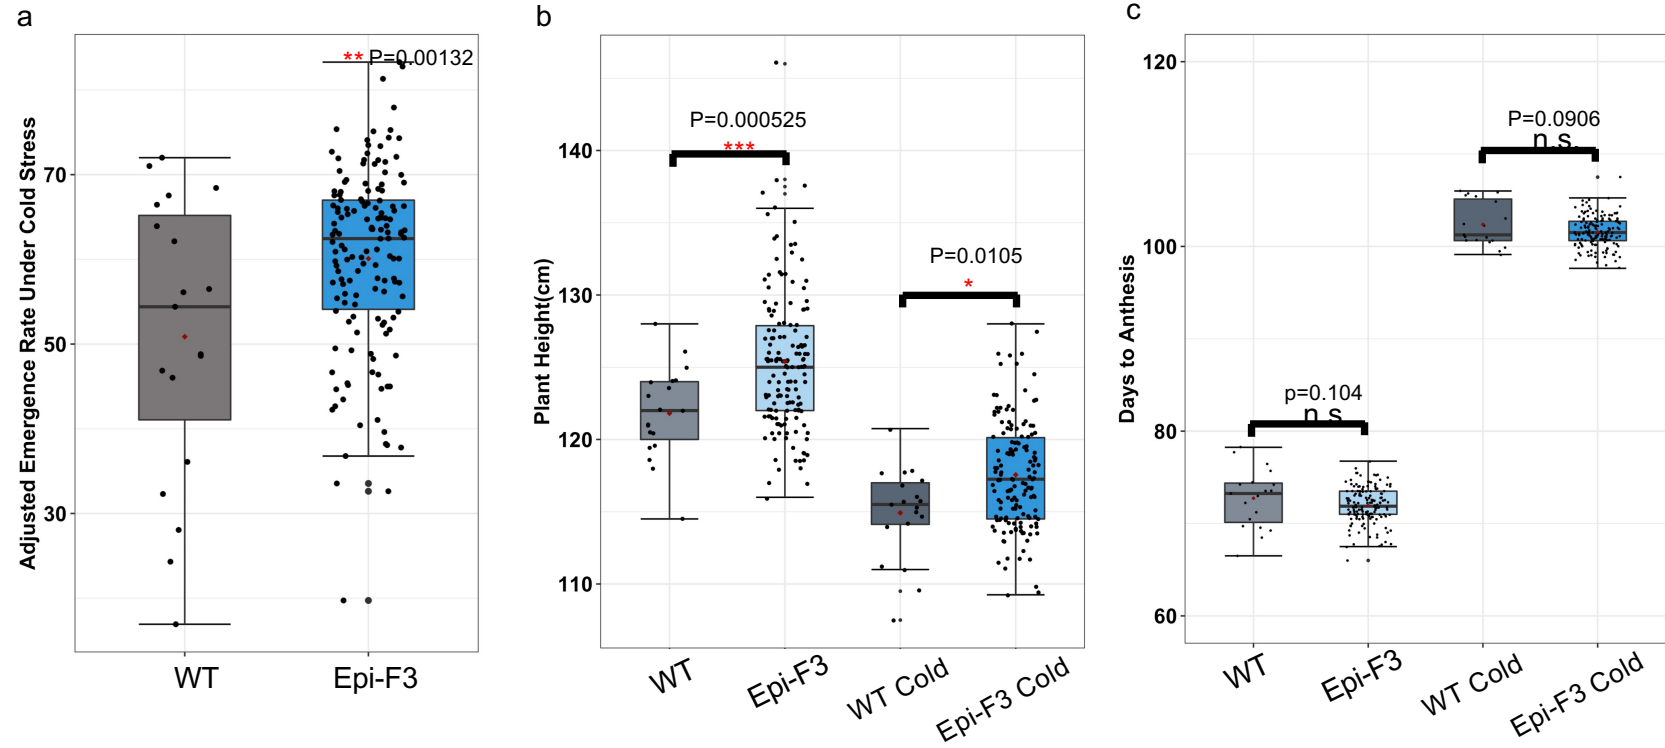 a
Adjusted Emergence Rate Under Cold Stress
** P=0.00132
70
50
30
WT
Epi-F3
b
Plant Height(cm)
140
130
120
110
P=0.000525
***
P=0.0105
*
WT
Epi-F3
WT Cold
Epi-F3 Cold
c
Days to Anthesis
120
100
80
60
P=0.0906
n.s.
p=0.104
n.s
WT
Epi-F3
WT Cold
Epi-F3 Cold